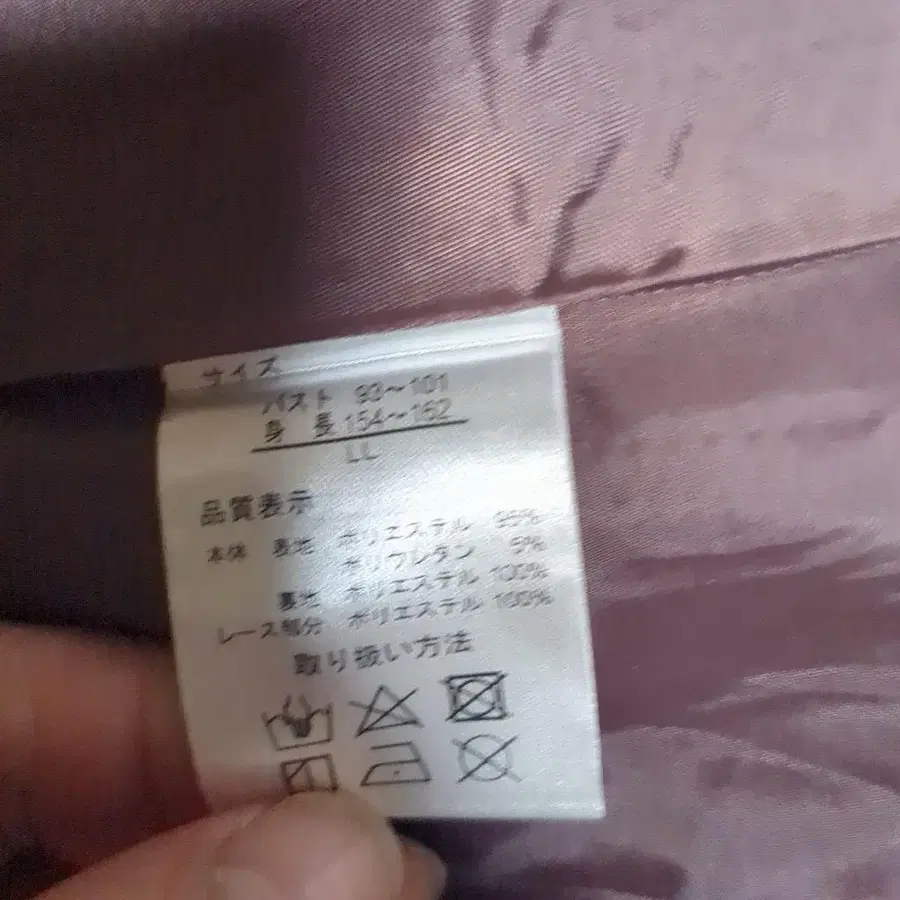 サイズ
バスト 93～101
身 長 154～162
LL
品質表示
本体 表地 ポリエステル 95%
ポリウレタン 5%
裏地 ポリエステル 100%
レース部分 ポリエステル 100%
取り扱い方法